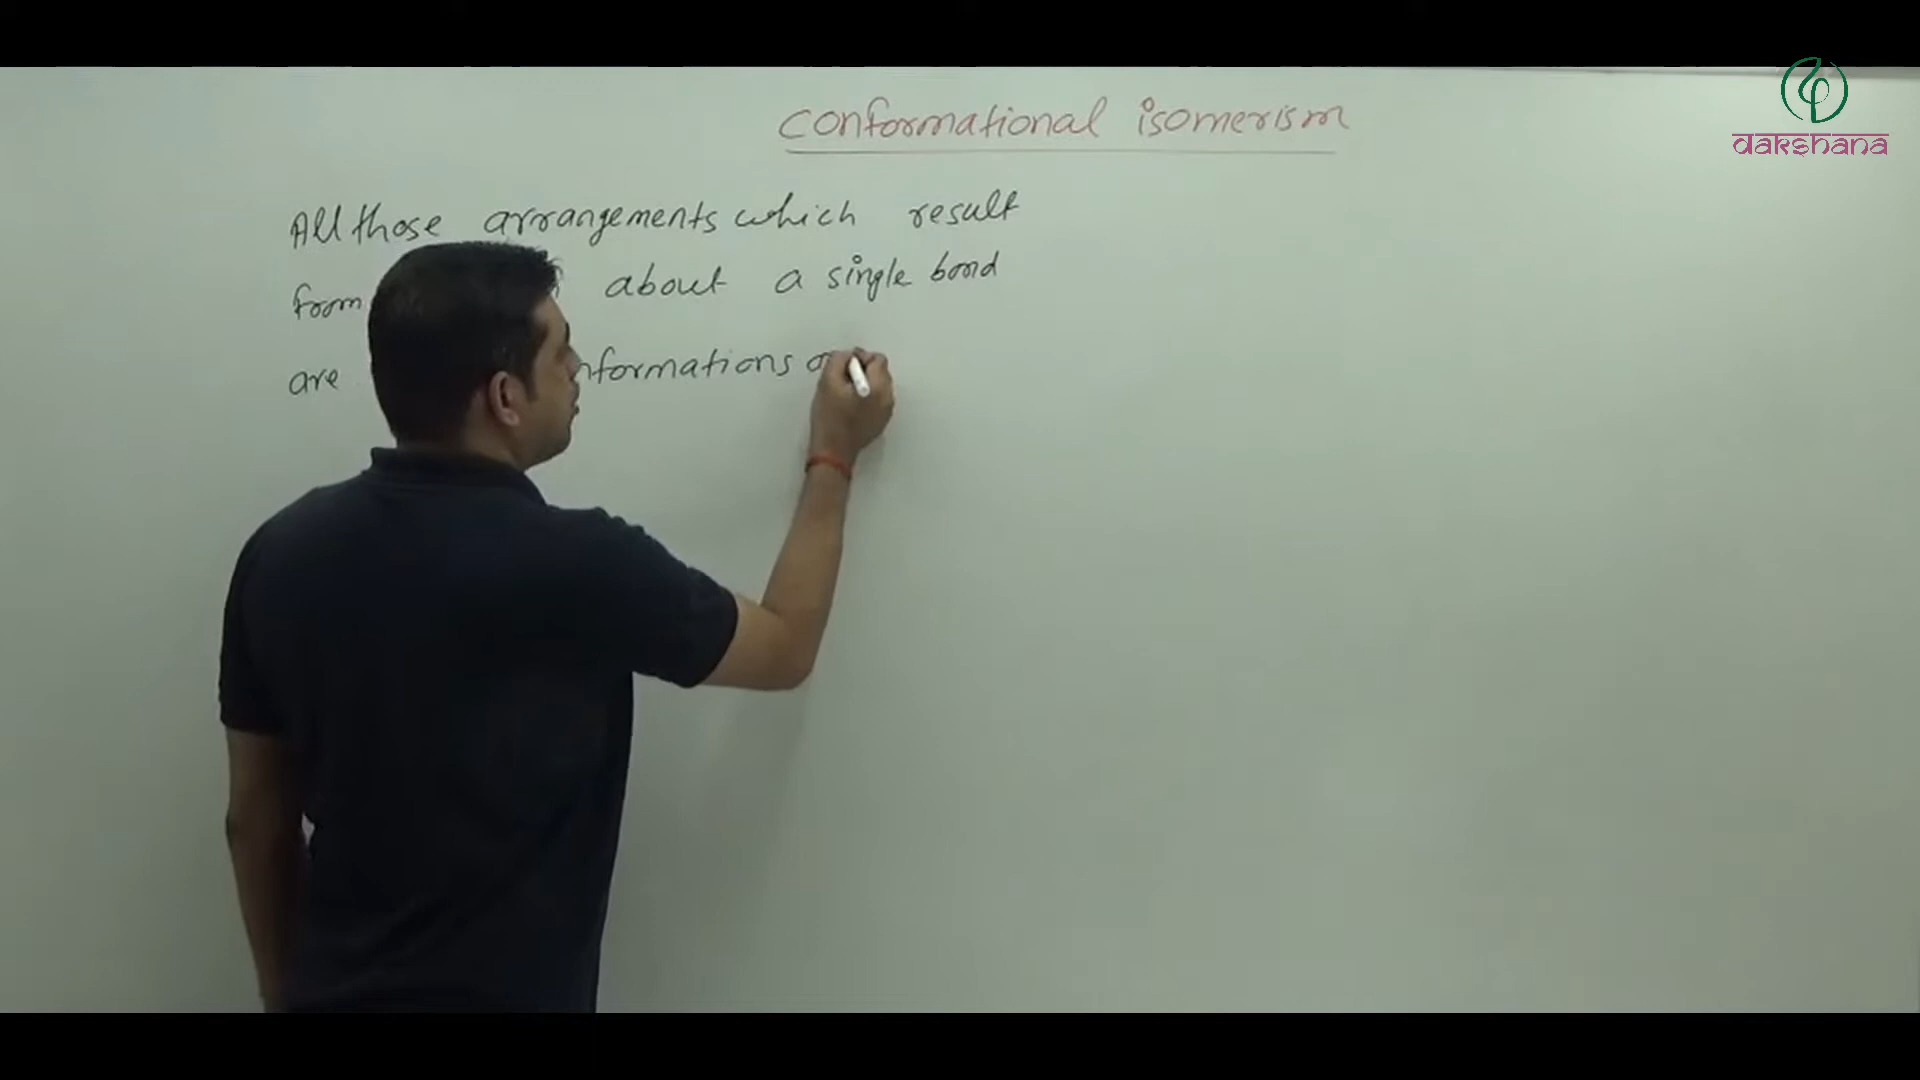 conformational isomerism
dakshana
All those arrangements which result
from about a single bond
are nformations